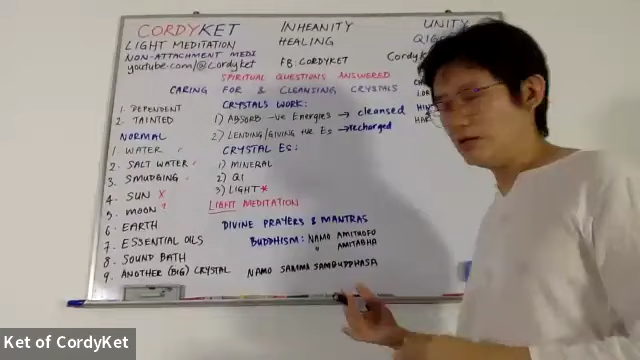 CORDYKET
LIGHT MEDITATION
NON-ATTACHMENT MEDI
youtube.com/@Cordyket
INHEANITY
HEALING
FB: CORDYKET
UNITY
SPIRITUAL QUESTIONS ANSWERED
CARING FOR & CLEANSING CRYSTALS
1. DEPENDENT
2. TAINTED
NORMAL
1. WATER
2. SALT WATER
3. SMUDGING
4. SUN X
5. MOON ?
6. EARTH
7. ESSENTIAL OILS
8. SOUND BATH
9. ANOTHER (BIG) CRYSTAL
CRYSTALS WORK:
1) ABSORB -ve Energies → cleansed
2) LENDING/GIVING +ve Es → recharged
CRYSTAL Es:
1) MINERAL
2) QI
3) LIGHT *
LIGHT MEDITATION
DIVINE PRAYERS & MANTRAS
BUDDHISM: NAMO AMITUOFO
" AMITABHA
NAMO SAMMA SAMBUDDHASA
Ket of CordyKet